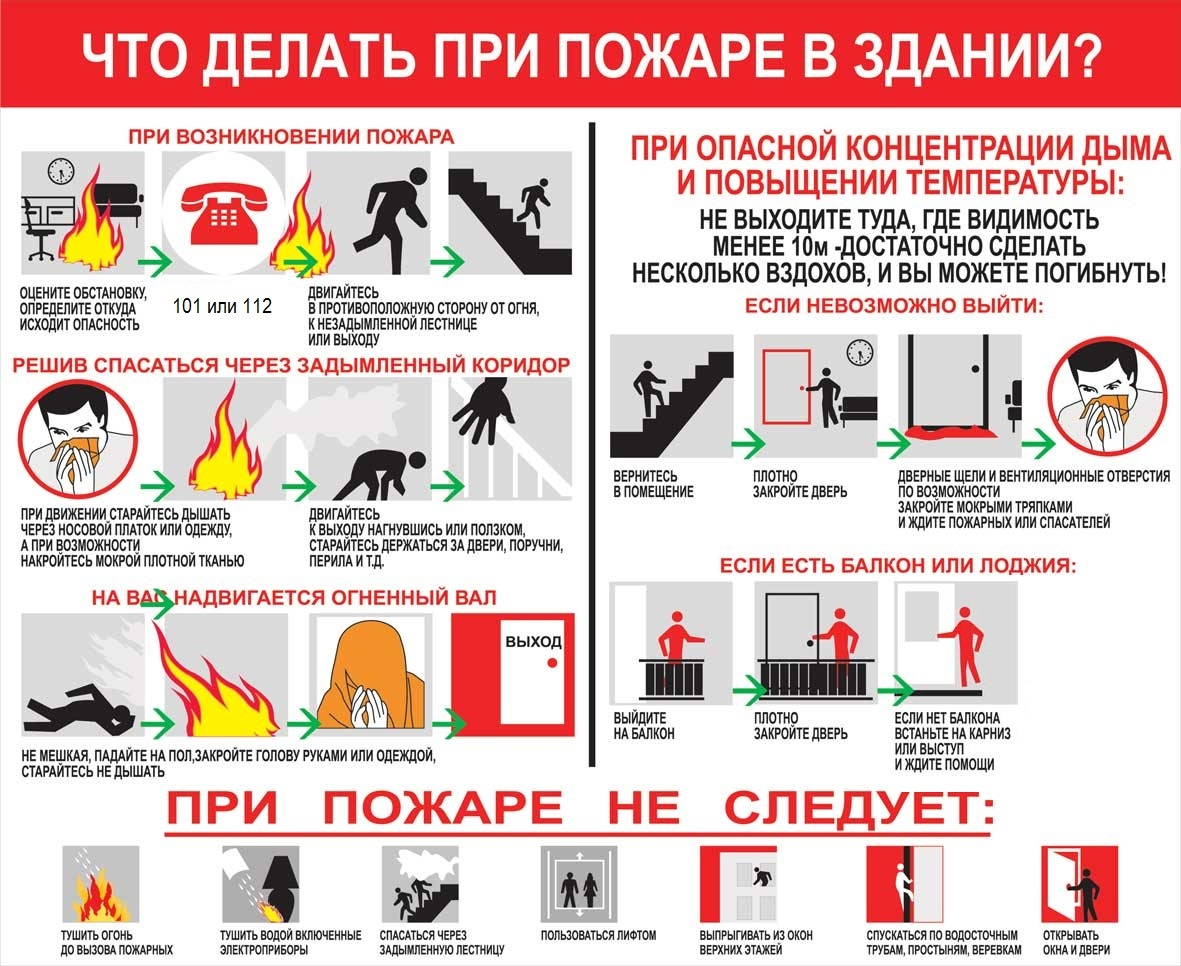 ЧТО ДЕЛАТЬ ПРИ ПОЖАРЕ В ЗДАНИИ?
ПРИ ВОЗНИКНОВЕНИИ ПОЖАРА
ОЦЕНИТЕ ОБСТАНОВКУ,
ОПРЕДЕЛИТЕ ОТКУДА
ИСХОДИТ ОПАСНОСТЬ
101 или 112
ДВИГАЙТЕСЬ
В ПРОТИВОПОЛОЖНУЮ СТОРОНУ ОТ ОГНЯ,
К НЕЗАДЫМЛЕННОЙ ЛЕСТНИЦЕ
ИЛИ ВЫХОДУ
РЕШИВ СПАСАТЬСЯ ЧЕРЕЗ ЗАДЫМЛЕННЫЙ КОРИДОР
ПРИ ДВИЖЕНИИ СТАРАЙТЕСЬ ДЫШАТЬ
ЧЕРЕЗ НОСОВОЙ ПЛАТОК ИЛИ ОДЕЖДУ,
А ПРИ ВОЗМОЖНОСТИ
НАКРОЙТЕСЬ МОКРОЙ ПЛОТНОЙ ТКАНЬЮ
ДВИГАЙТЕСЬ
К ВЫХОДУ НАГНУВШИСЬ ИЛИ ПОЛЗКОМ,
СТАРАЙТЕСЬ ДЕРЖАТЬСЯ ЗА ДВЕРИ, ПОРУЧНИ,
ПЕРИЛА И Т.Д.
НА ВАС НАДВИГАЕТСЯ ОГНЕННЫЙ ВАЛ
ВЫХОД
НЕ МЕШКАЯ, ПАДАЙТЕ НА ПОЛ,ЗАКРОЙТЕ ГОЛОВУ РУКАМИ ИЛИ ОДЕЖДОЙ,
СТАРАЙТЕСЬ НЕ ДЫШАТЬ
ПРИ ОПАСНОЙ КОНЦЕНТРАЦИИ ДЫМА
И ПОВЫЩЕНИИ ТЕМПЕРАТУРЫ:
НЕ ВЫХОДИТЕ ТУДА, ГДЕ ВИДИМОСТЬ
МЕНЕЕ 10м -ДОСТАТОЧНО СДЕЛАТЬ
НЕСКОЛЬКО ВЗДОХОВ, И ВЫ МОЖЕТЕ ПОГИБНУТЬ!
ЕСЛИ НЕВОЗМОЖНО ВЫЙТИ:
ВЕРНИТЕСЬ
В ПОМЕЩЕНИЕ
ПЛОТНО
ЗАКРОЙТЕ ДВЕРЬ
ДВЕРНЫЕ ЩЕЛИ И ВЕНТИЛЯЦИОННЫЕ ОТВЕРСТИЯ
ПО ВОЗМОЖНОСТИ
ЗАКРОЙТЕ МОКРЫМИ ТРЯПКАМИ
И ЖДИТЕ ПОЖАРНЫХ ИЛИ СПАСАТЕЛЕЙ
ЕСЛИ ЕСТЬ БАЛКОН ИЛИ ЛОДЖИЯ:
ВЫЙДИТЕ
НА БАЛКОН
ПЛОТНО
ЗАКРОЙТЕ ДВЕРЬ
ЕСЛИ НЕТ БАЛКОНА
ВСТАНЬТЕ НА КАРНИЗ
ИЛИ ВЫСТУП
И ЖДИТЕ ПОМОЩИ
ПРИ ПОЖАРЕ НЕ СЛЕДУЕТ:
ТУШИТЬ ОГОНЬ
ДО ВЫЗОВА ПОЖАРНЫХ
ТУШИТЬ ВОДОЙ ВКЛЮЧЕННЫЕ
ЭЛЕКТРОПРИБОРЫ
СПАСАТЬСЯ ЧЕРЕЗ
ЗАДЫМЛЕННУЮ ЛЕСТНИЦУ
ПОЛЬЗОВАТЬСЯ ЛИФТОМ
ВЫПРЫГИВАТЬ ИЗ ОКОН
ВЕРХНИХ ЭТАЖЕЙ
СПУСКАТЬСЯ ПО ВОДОСТОЧНЫМ
ТРУБАМ, ПРОСТЫНЯМ, ВЕРЕВКАМ
ОТКРЫВАТЬ
ОКНА И ДВЕРИ